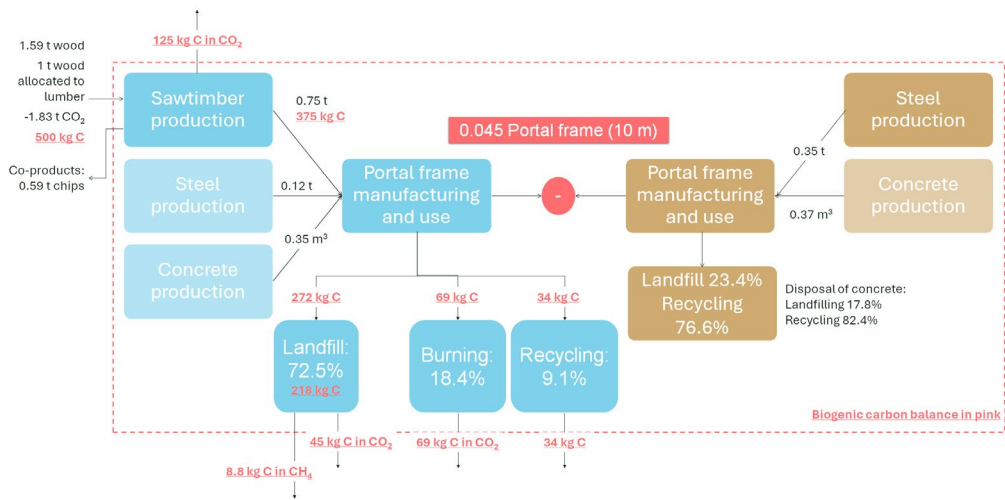 125 kg C in CO₂
1.59 t wood
1 t wood
allocated to
lumber
-1.83 t CO₂
500 kg C
Co-products:
0.59 t chips
Sawtimber
production
0.75 t
375 kg C
Steel
production
0.12 t
Concrete
production
0.35 m³
Portal frame
manufacturing
and use
0.045 Portal frame (10 m)
-
Portal frame
manufacturing
and use
Steel
production
0.35 t
Concrete
production
0.37 m³
272 kg C
69 kg C
34 kg C
Landfill:
72.5%
218 kg C
Burning:
18.4%
Recycling:
9.1%
Landfill 23.4%
Recycling
76.6%
Disposal of concrete:
Landfilling 17.8%
Recycling 82.4%
Biogenic carbon balance in pink
45 kg C in CO₂
69 kg C in CO₂
34 kg C
8.8 kg C in CH₄